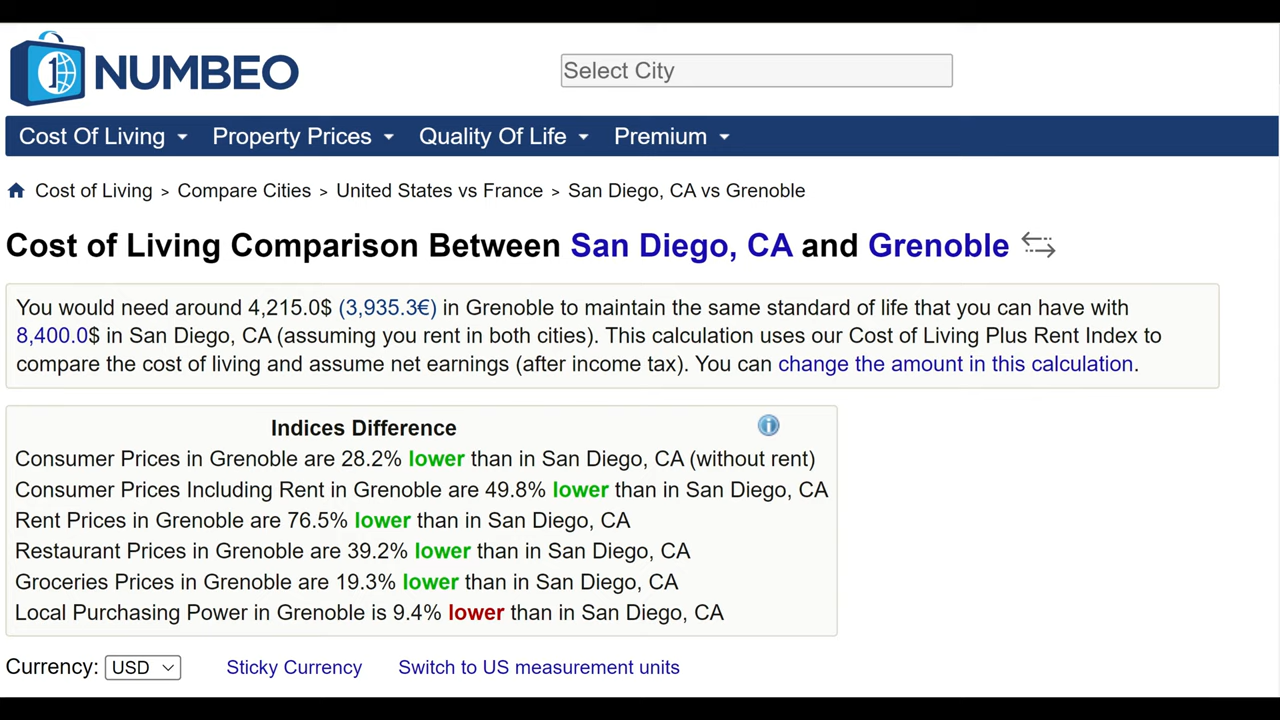 1 NUMBEO
Select City
Cost Of Living Property Prices Quality Of Life Premium
Cost of Living > Compare Cities > United States vs France > San Diego, CA vs Grenoble
Cost of Living Comparison Between San Diego, CA and Grenoble
You would need around 4,215.0$ (3,935.3€) in Grenoble to maintain the same standard of life that you can have with
8,400.0$ in San Diego, CA (assuming you rent in both cities). This calculation uses our Cost of Living Plus Rent Index to
compare the cost of living and assume net earnings (after income tax). You can change the amount in this calculation.
Indices Difference i
Consumer Prices in Grenoble are 28.2% lower than in San Diego, CA (without rent)
Consumer Prices Including Rent in Grenoble are 49.8% lower than in San Diego, CA
Rent Prices in Grenoble are 76.5% lower than in San Diego, CA
Restaurant Prices in Grenoble are 39.2% lower than in San Diego, CA
Groceries Prices in Grenoble are 19.3% lower than in San Diego, CA
Local Purchasing Power in Grenoble is 9.4% lower than in San Diego, CA
Currency: USD Sticky Currency Switch to US measurement units